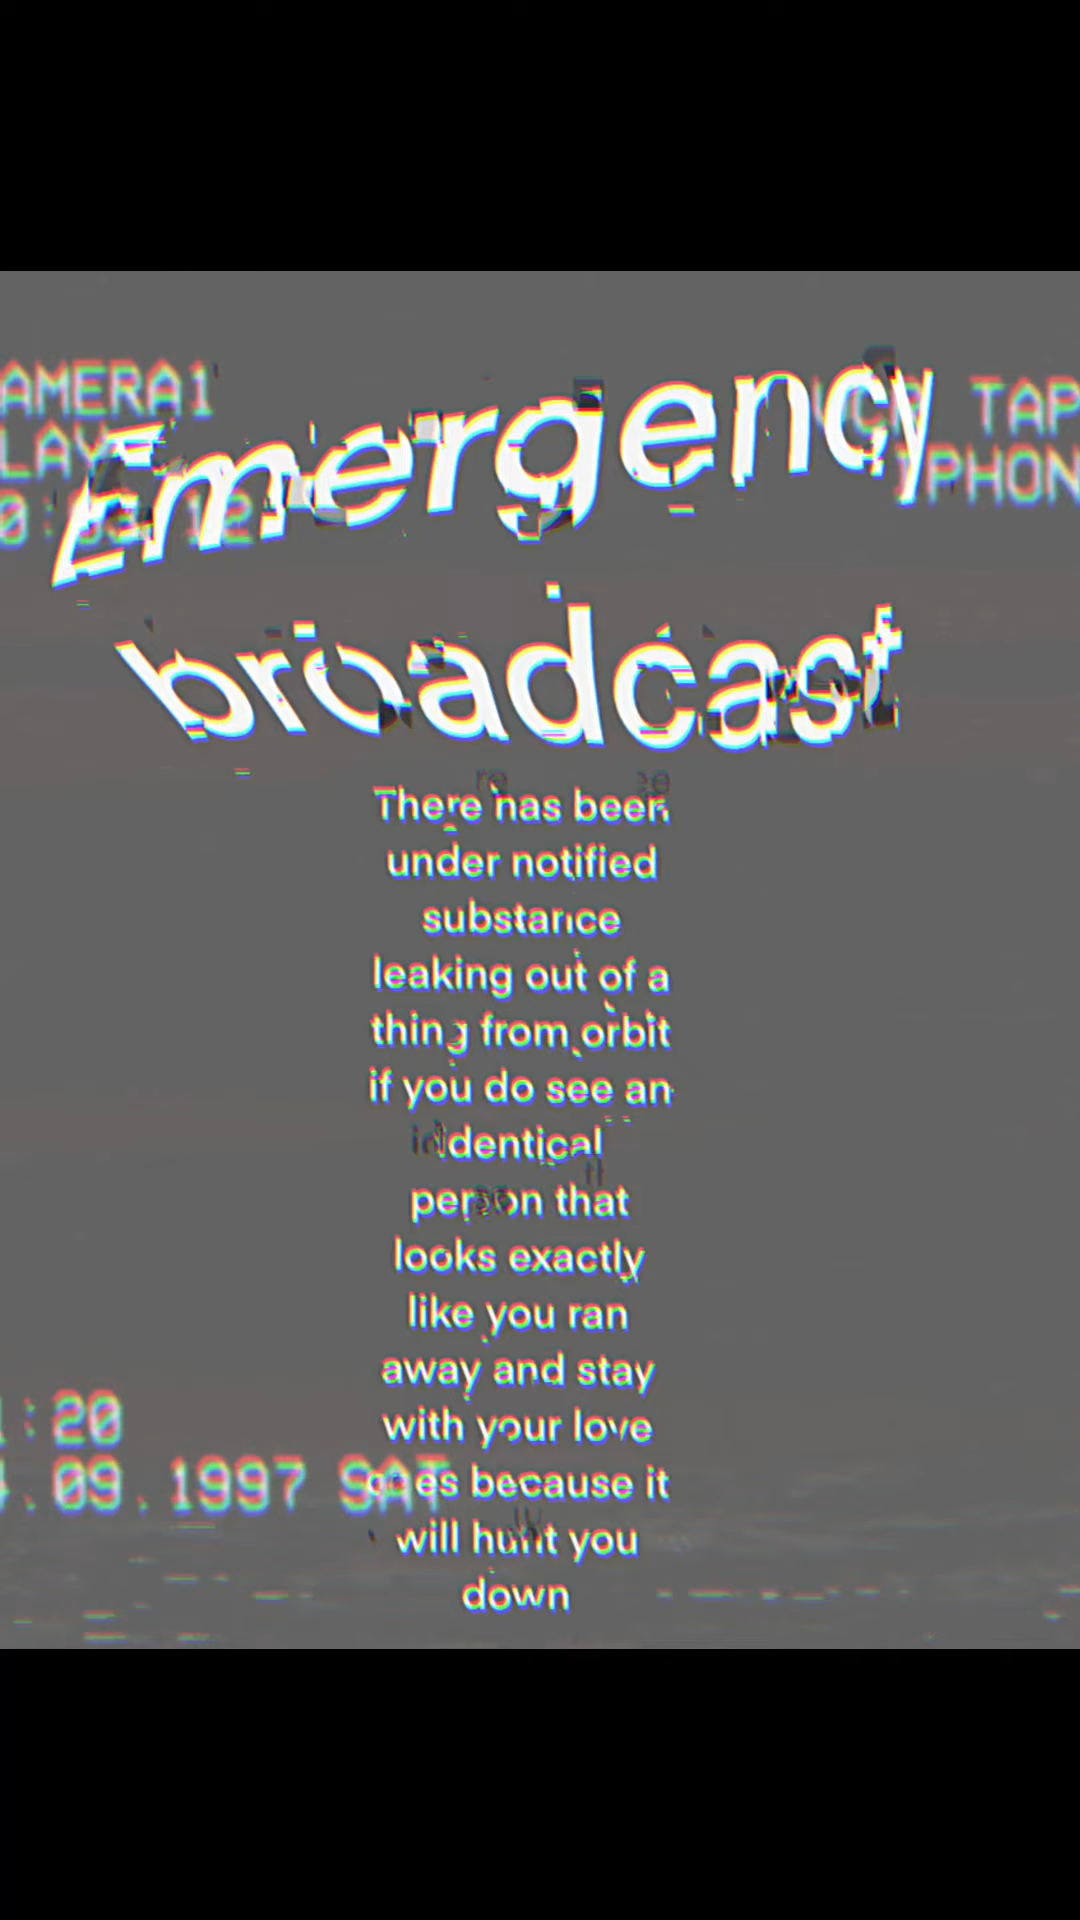 AMERA1
LAY
VCR TAP
PHON
Emergency
broadcast
There has been
under notified
substance
leaking out of a
thing from orbit
if you do see an
identical
person that
looks exactly
like you ran
away and stay
with your love
ones because it
will hunt you
down
:20
.09.1997 SAT